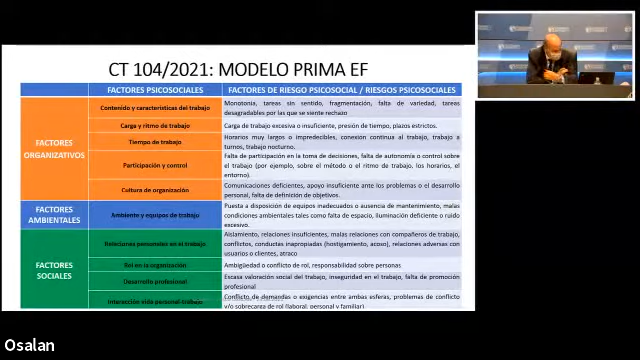 CT 104/2021: MODELO PRIMA EF
FACTORES PSICOSOCIALES
FACTORES DE RIESGO PSICOSOCIAL / RIESGOS PSICOSOCIALES
FACTORES
ORGANIZATIVOS
Contenido y características del trabajo
Monotonía, tareas sin sentido, fragmentación, falta de variedad, tareas
desagradables por las que se siente rechazo
Carga y ritmo de trabajo
Carga de trabajo excesiva o insuficiente, presión de tiempo, plazos estrictos.
Tiempo de trabajo
Horarios muy largos o impredecibles, conexión continua al trabajo, trabajo a
turnos, trabajo nocturno.
Participación y control
Falta de participación en la toma de decisiones, falta de autonomía o control sobre
el trabajo (por ejemplo, sobre el método o el ritmo de trabajo, los horarios, el
entorno).
Cultura de organización
Comunicaciones deficientes, apoyo insuficiente ante los problemas o el desarrollo
personal, falta de definición de objetivos.
FACTORES
AMBIENTALES
Ambiente y equipos de trabajo
Puesta a disposición de equipos inadecuados o ausencia de mantenimiento, malas
condiciones ambientales tales como falta de espacio, iluminación deficiente o ruido
excesivo.
FACTORES
SOCIALES
Relaciones personales en el trabajo
Aislamiento, relaciones insuficientes, malas relaciones con compañeros de trabajo,
conflictos, conductas inapropiadas (hostigamiento, acoso), relaciones adversas con
usuarios o clientes, atraco
Rol en la organización
Ambigüedad o conflicto de rol, responsabilidad sobre personas
Desarrollo profesional
Escasa valoración social del trabajo, inseguridad en el trabajo, falta de promoción
profesional
Interacción vida personal-trabajo
Conflicto de demandas o exigencias entre ambas esferas, problemas de conflicto
y/o sobrecarga de rol (laboral, personal y familiar)
Osalan